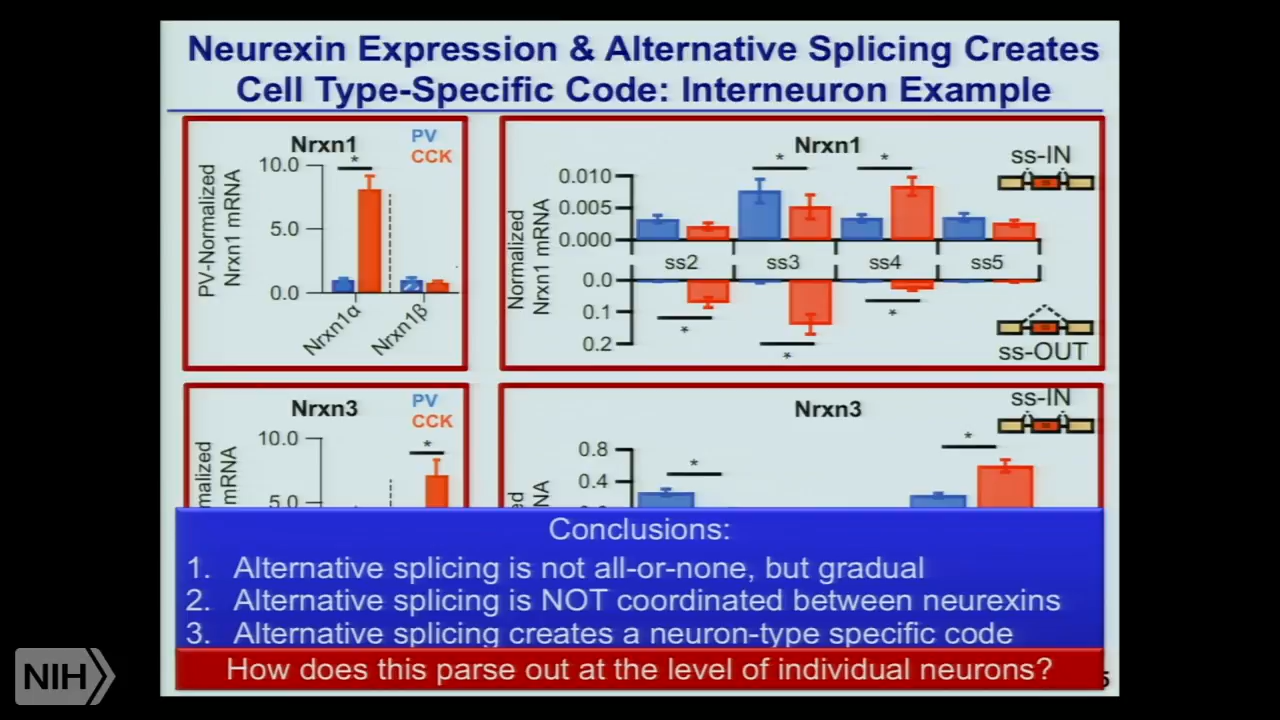 Neurexin Expression & Alternative Splicing Creates
Cell Type-Specific Code: Interneuron Example
Nrxn1
PV
CCK
PV-Normalized
Nrxn1 mRNA
10.0
5.0
0.0
*
Nrxn1α
Nrxn1β
Nrxn1
ss-IN
Normalized
Nrxn1 mRNA
0.010
0.005
0.000
*
*
ss2
ss3
ss4
ss5
0.0
0.1
0.2
*
*
*
ss-OUT
Nrxn3
PV
CCK
malized
mRNA
10.0
5.0
*
Nrxn3
ss-IN
0.8
0.4
*
*
Conclusions:
1. Alternative splicing is not all-or-none, but gradual
2. Alternative splicing is NOT coordinated between neurexins
3. Alternative splicing creates a neuron-type specific code
How does this parse out at the level of individual neurons?
5
NIH